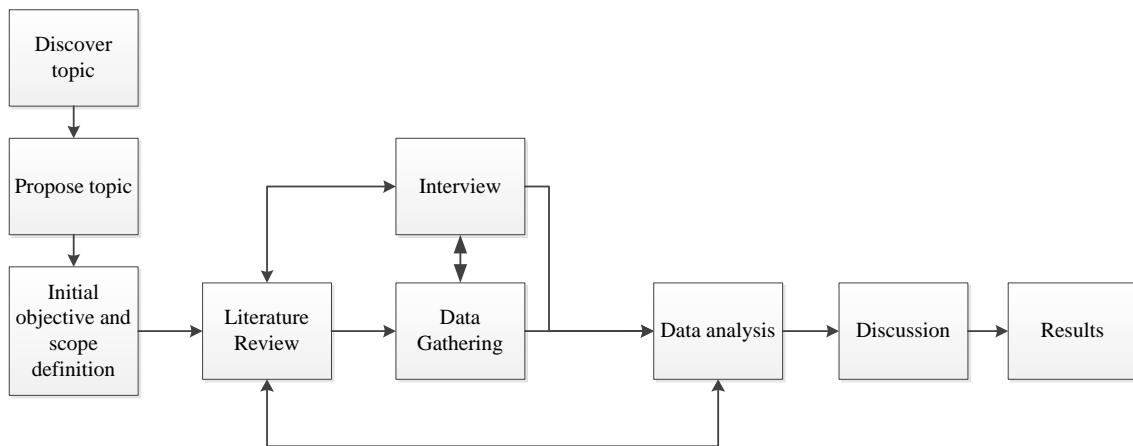 Discover
topic
Propose topic
Initial
objective and
scope
definition
Literature
Review
Interview
Data
Gathering
Data analysis
Discussion
Results